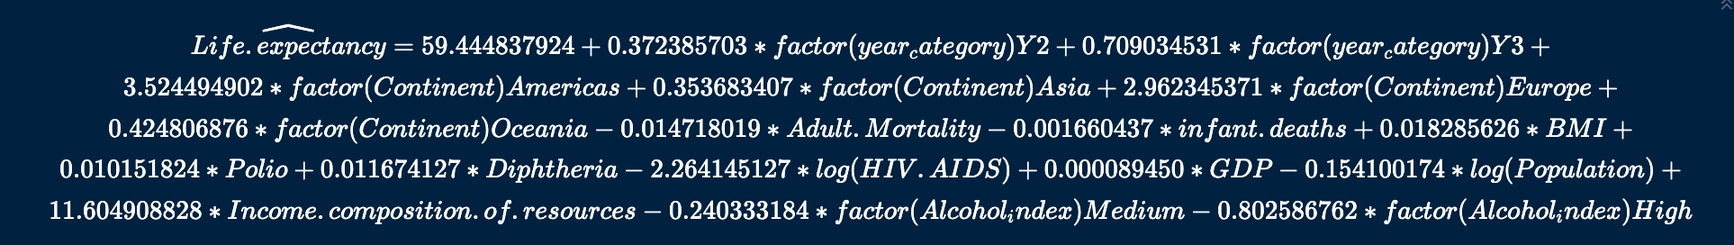 Life.expectancy = 59.444837924 + 0.372385703 * factor(year_category)Y2 + 0.709034531 * factor(year_category)Y3 +
3.524494902 * factor(Continent)Americas + 0.353683407 * factor(Continent)Asia + 2.962345371 * factor(Continent)Europe +
0.424806876 * factor(Continent)Oceania − 0.014718019 * Adult.Mortality − 0.001660437 * infant.deaths + 0.018285626 * BMI +
0.010151824 * Polio + 0.011674127 * Diphtheria − 2.264145127 * log(HIV.AIDS) + 0.000089450 * GDP − 0.154100174 * log(Population) +
11.604908828 * Income.composition.of.resources − 0.240333184 * factor(Alcohol_index)Medium − 0.802586762 * factor(Alcohol_index)High